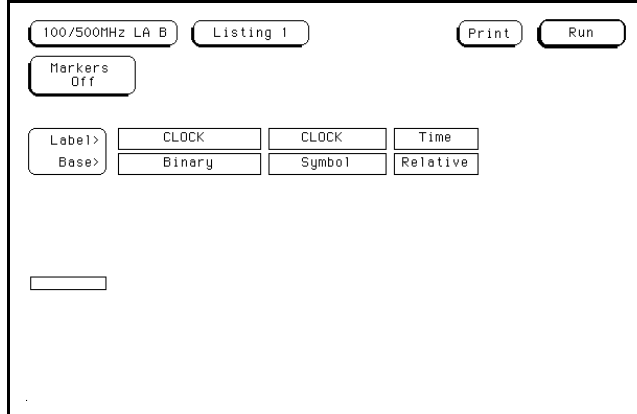 100/500MHz LA B Listing 1 Print Run
Markers
Off
Label> CLOCK CLOCK Time
Base> Binary Symbol Relative